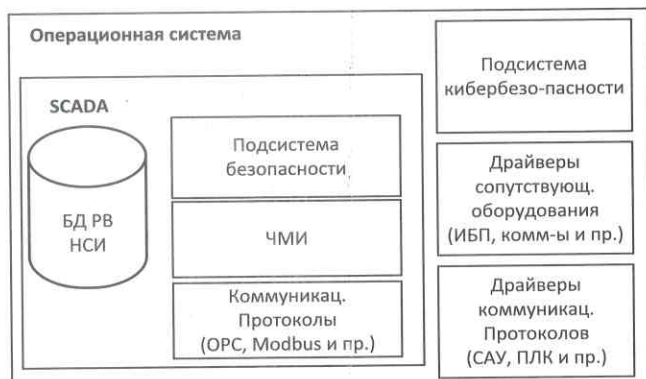 Операционная система
SCADA
БД РВ
НСИ
Подсистема
безопасности
ЧМИ
Коммуникац.
Протоколы
(OPC, Modbus и пр.)
Подсистема
кибербезо-пасности
Драйверы
сопутствующ.
оборудования
(ИБП, комм-ы и пр.)
Драйверы
коммуникац.
Протоколов
(САУ, ПЛК и пр.)